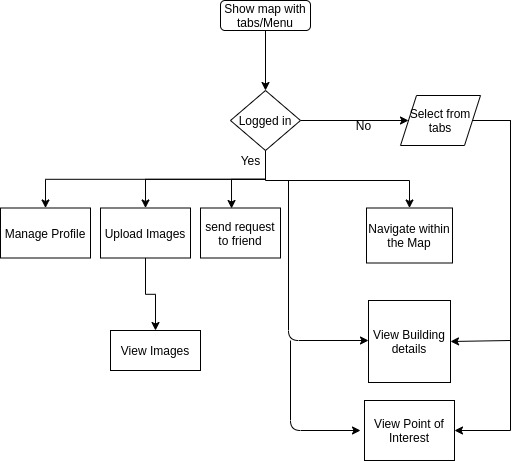 Show map with
tabs/Menu
Logged in
No
Select from
tabs
Yes
Manage Profile
Upload Images
send request
to friend
Navigate within
the Map
View Images
View Building
details
View Point of
Interest